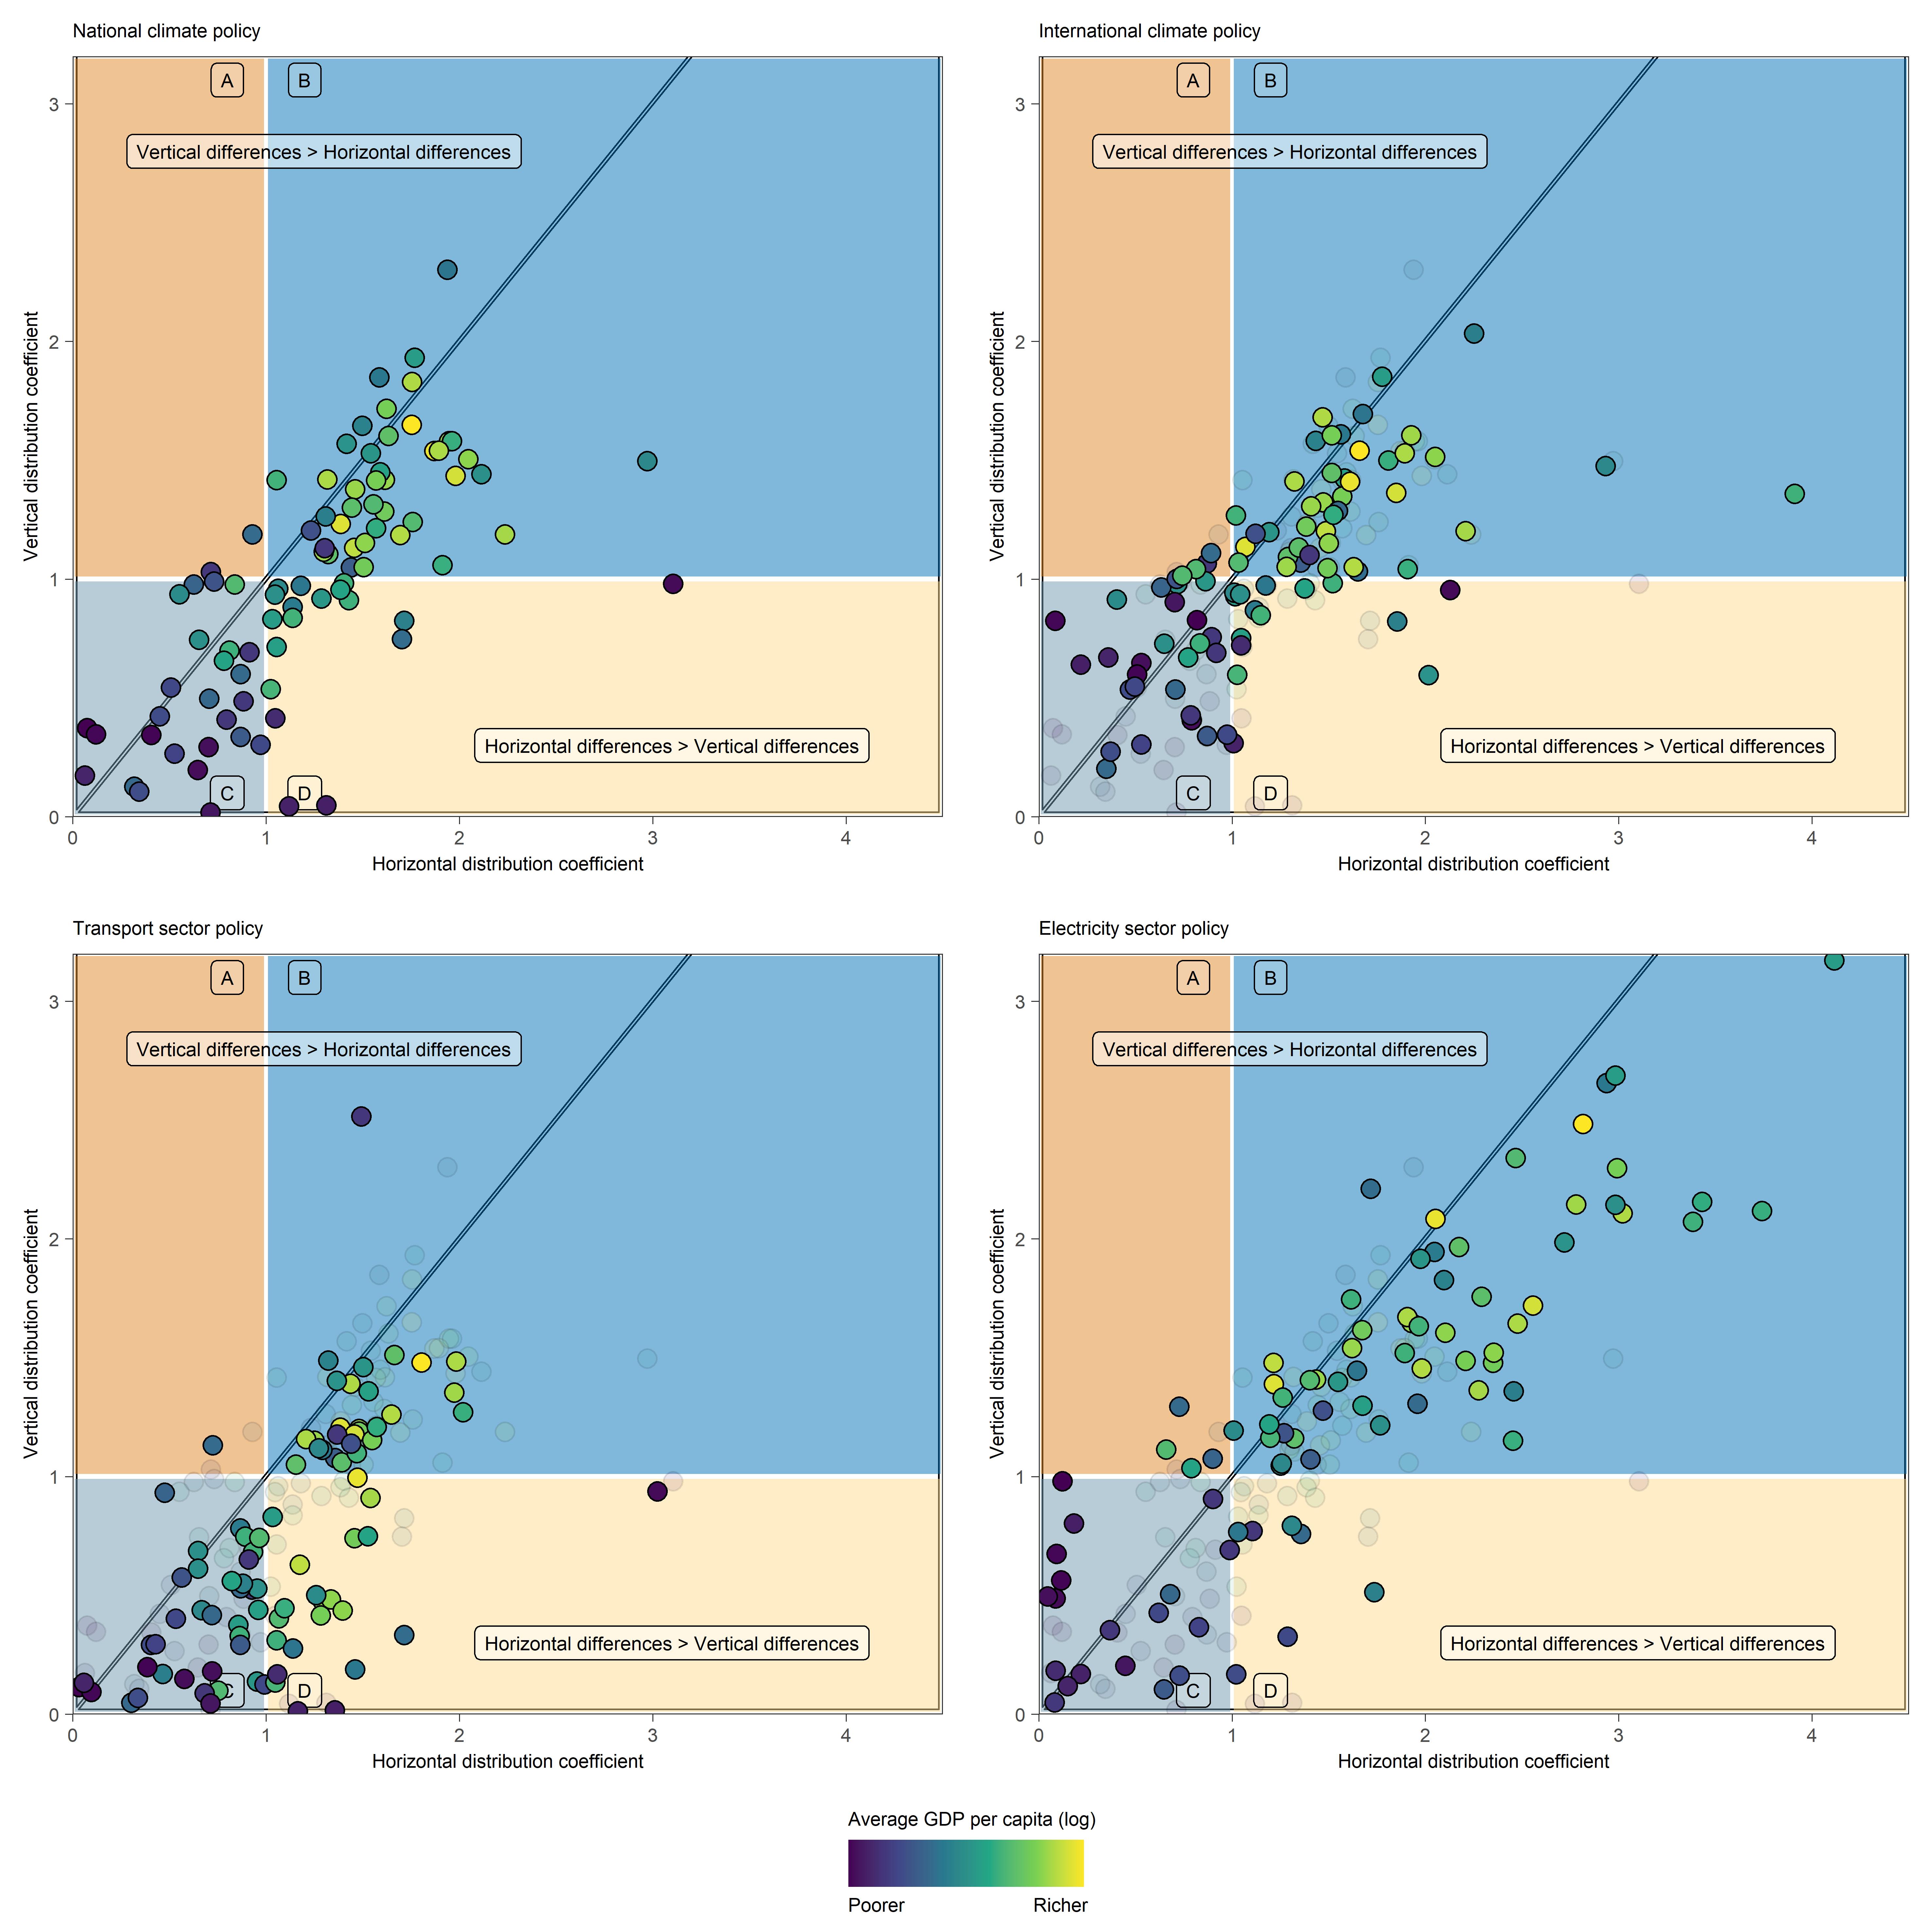 National climate policy
A
B
Vertical differences > Horizontal differences
Horizontal differences > Vertical differences
C
D
Vertical distribution coefficient
3
2
1
0
0 1 2 3 4
Horizontal distribution coefficient
International climate policy
A
B
Vertical differences > Horizontal differences
Horizontal differences > Vertical differences
C
D
Vertical distribution coefficient
3
2
1
0
0 1 2 3 4
Horizontal distribution coefficient
Transport sector policy
A
B
Vertical differences > Horizontal differences
Horizontal differences > Vertical differences
C
D
Vertical distribution coefficient
3
2
1
0
0 1 2 3 4
Horizontal distribution coefficient
Electricity sector policy
A
B
Vertical differences > Horizontal differences
Horizontal differences > Vertical differences
C
D
Vertical distribution coefficient
3
2
1
0
0 1 2 3 4
Horizontal distribution coefficient
Average GDP per capita (log)
Poorer Richer